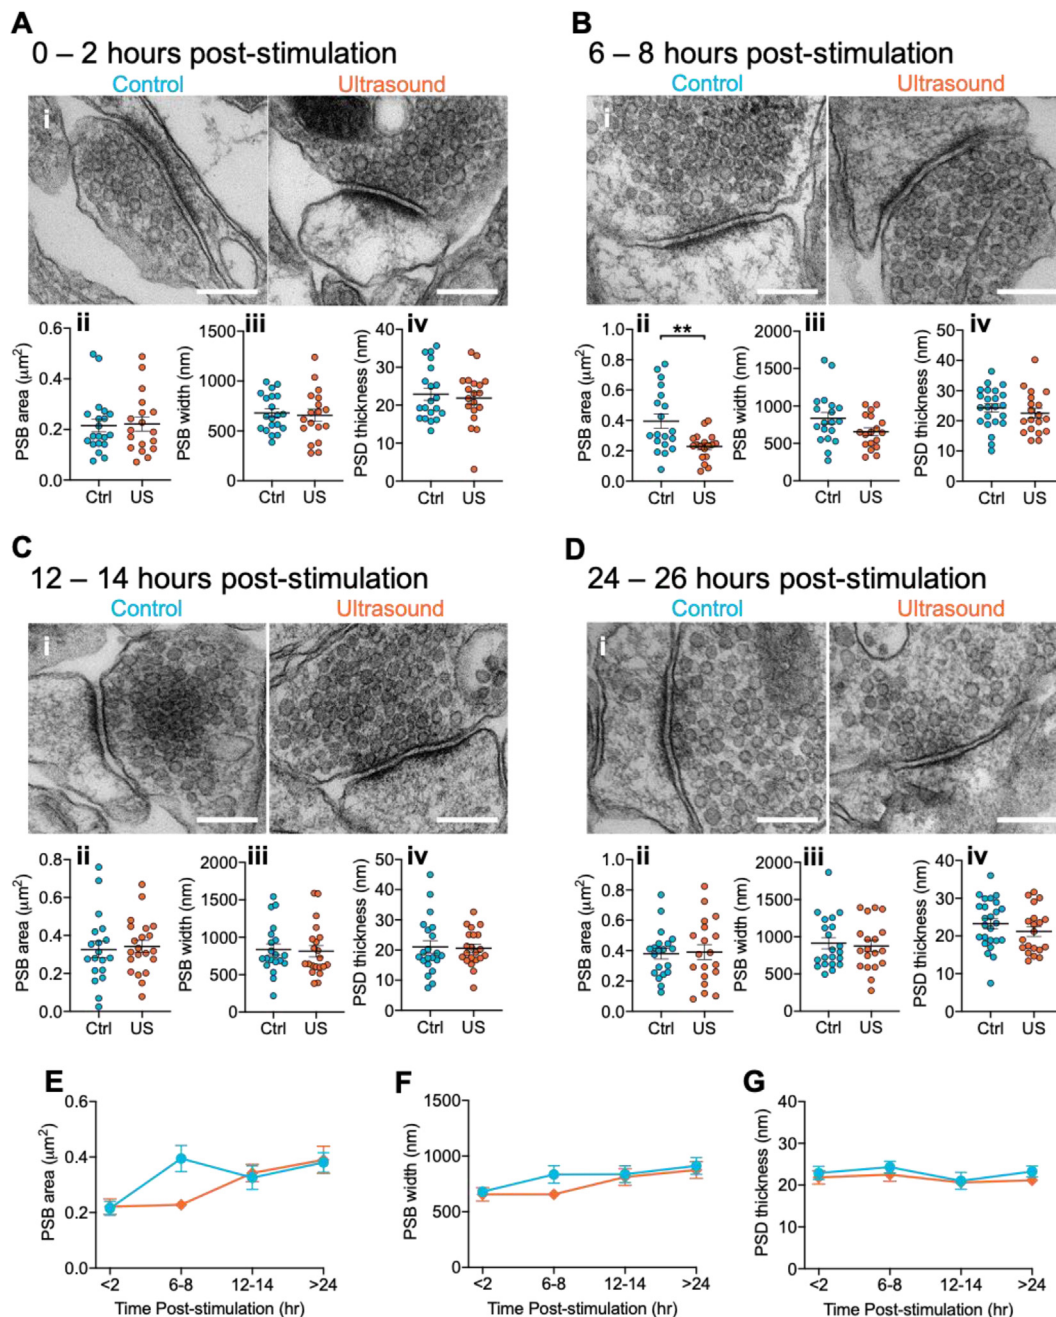 A
0 – 2 hours post-stimulation
Control Ultrasound
i
ii
PSB area (μm²)
0.6
0.4
0.2
0.0
Ctrl US
iii
PSB width (nm)
1500
1000
500
0
Ctrl US
iv
PSD thickness (nm)
40
30
20
10
0
Ctrl US
B
6 – 8 hours post-stimulation
Control Ultrasound
i
ii
**
PSB area (μm²)
1.0
0.8
0.6
0.4
0.2
0.0
Ctrl US
iii
PSB width (nm)
2000
1500
1000
500
0
Ctrl US
iv
PSD thickness (nm)
50
40
30
20
10
0
Ctrl US
C
12 – 14 hours post-stimulation
Control Ultrasound
i
ii
PSB area (μm²)
0.8
0.6
0.4
0.2
0.0
Ctrl US
iii
PSB width (nm)
2000
1500
1000
500
0
Ctrl US
iv
PSD thickness (nm)
50
40
30
20
10
0
Ctrl US
D
24 – 26 hours post-stimulation
Control Ultrasound
i
ii
PSB area (μm²)
1.0
0.8
0.6
0.4
0.2
0.0
Ctrl US
iii
PSB width (nm)
2000
1500
1000
500
0
Ctrl US
iv
PSD thickness (nm)
40
30
20
10
0
Ctrl US
E
PSB area (μm²)
0.6
0.4
0.2
0.0
<2 6-8 12-14 >24
Time Post-stimulation (hr)
F
PSB width (nm)
1500
1000
500
0
<2 6-8 12-14 >24
Time Post-stimulation (hr)
G
PSD thickness (nm)
40
30
20
10
0
<2 6-8 12-14 >24
Time Post-stimulation (hr)